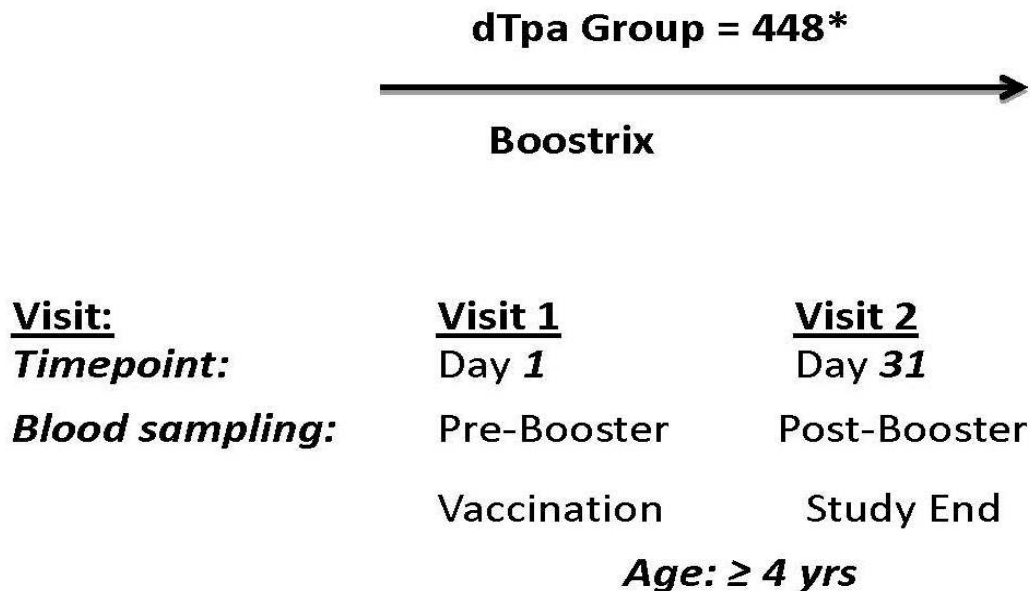 dTpa Group = 448*
Boostrix
Visit: Visit 1 Visit 2
Timepoint: Day 1 Day 31
Blood sampling: Pre-Booster Post-Booster
Vaccination Study End
Age: ≥ 4 yrs